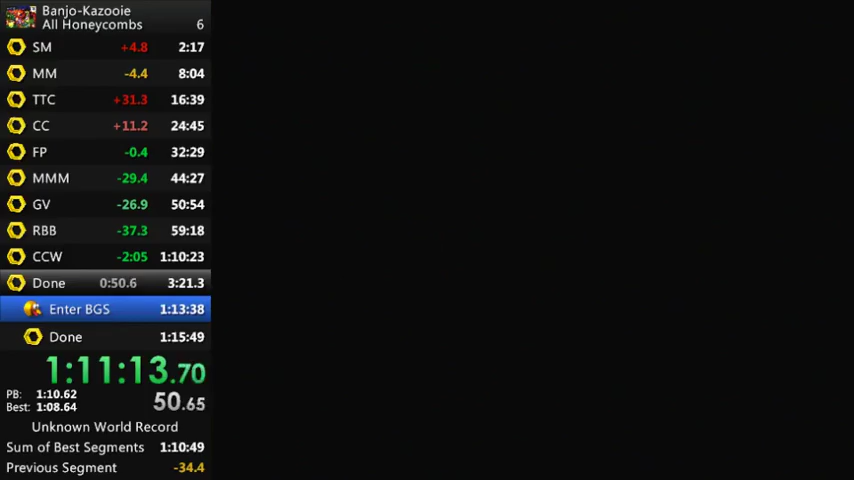 Banjo-Kazooie
All Honeycombs 6
SM +4.8 2:17
MM -4.4 8:04
TTC +31.3 16:39
CC +11.2 24:45
FP -0.4 32:29
MMM -29.4 44:27
GV -26.9 50:54
RBB -37.3 59:18
CCW -2:05 1:10:23
Done 0:50.6 3:21.3
Enter BGS 1:13:38
Done 1:15:49
1:11:13.70
PB: 1:10.62
Best: 1:08.64
50.65
Unknown World Record
Sum of Best Segments 1:10:49
Previous Segment -34.4